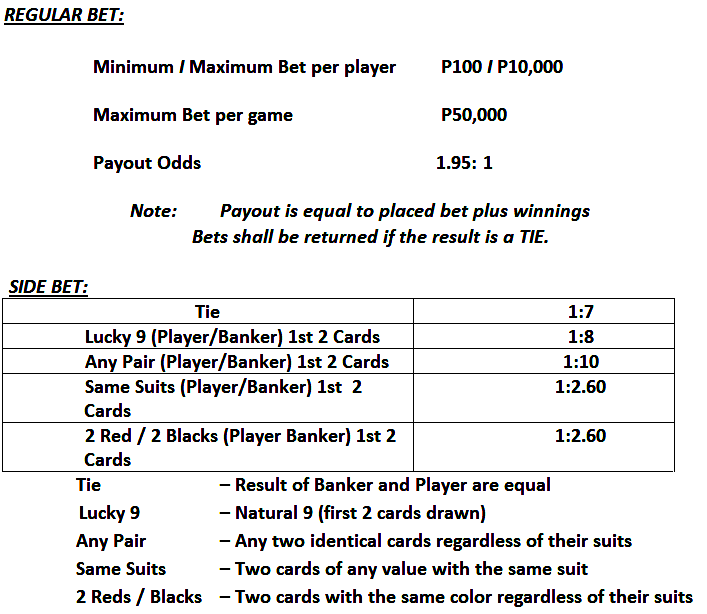 REGULAR BET:
Minimum / Maximum Bet per player P100 / P10,000
Maximum Bet per game P50,000
Payout Odds 1.95: 1
Note: Payout is equal to placed bet plus winnings
Bets shall be returned if the result is a TIE.
SIDE BET:
Tie 1:7
Lucky 9 (Player/Banker) 1st 2 Cards 1:8
Any Pair (Player/Banker) 1st 2 Cards 1:10
Same Suits (Player/Banker) 1st 2 1:2.60
Cards
2 Red / 2 Blacks (Player Banker) 1st 2 1:2.60
Cards
Tie – Result of Banker and Player are equal
Lucky 9 – Natural 9 (first 2 cards drawn)
Any Pair – Any two identical cards regardless of their suits
Same Suits – Two cards of any value with the same suit
2 Reds / Blacks – Two cards with the same color regardless of their suits